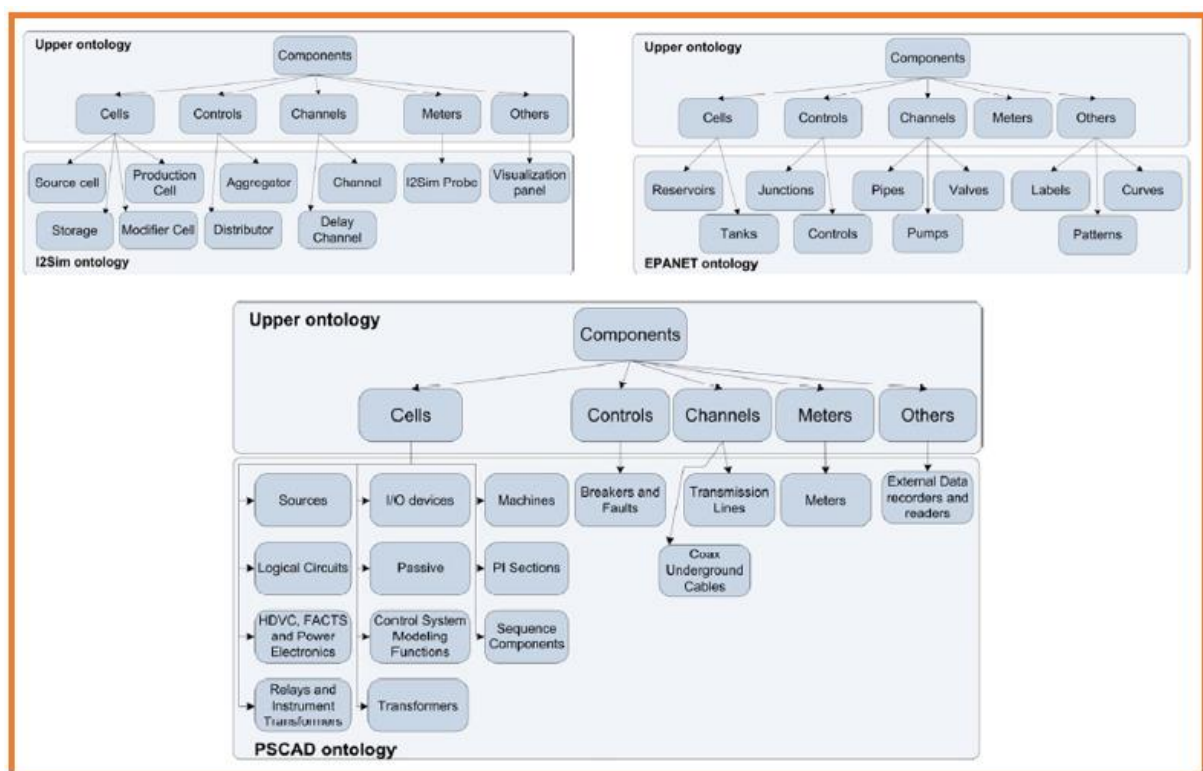 Upper ontology
Components
Cells
Controls
Channels
Meters
Others
Source cell
Production
Cell
Aggregator
Channel
I2Sim Probe
Visualization
panel
Storage
Modifier Cell
Distributor
Delay
Channel
I2Sim ontology
Upper ontology
Components
Cells
Controls
Channels
Meters
Others
Reservoirs
Junctions
Pipes
Valves
Labels
Curves
Tanks
Controls
Pumps
Patterns
EPANET ontology
Upper ontology
Components
Cells
Controls
Channels
Meters
Others
Sources
I/O devices
Machines
Breakers and
Faults
Transmission
Lines
Meters
External Data
recorders and
readers
Logical Circuits
Passive
PI Sections
Coax
Underground
Cables
HDVC, FACTS
and Power
Electronics
Control System
Modeling
Functions
Sequence
Components
Relays and
Instrument
Transformers
Transformers
PSCAD ontology